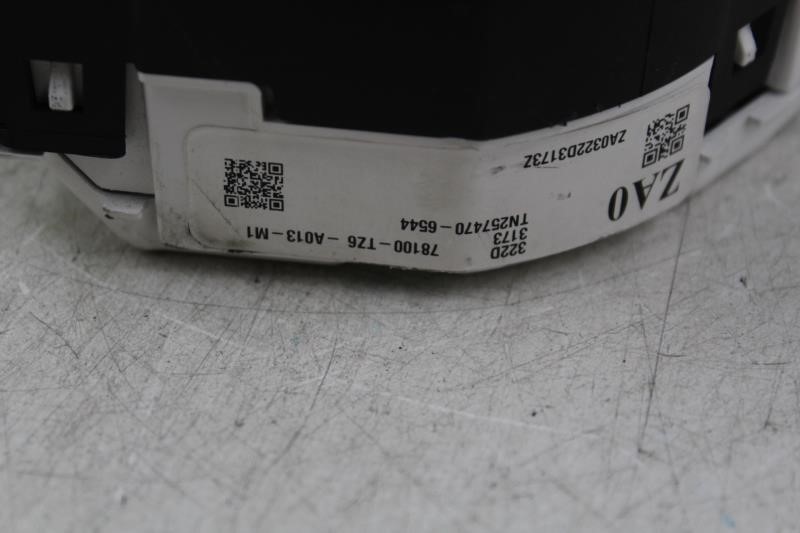 78100-TZ6-A013-M1
TN257470-6544
322D
3173
ZA0
ZA0322D3173Z